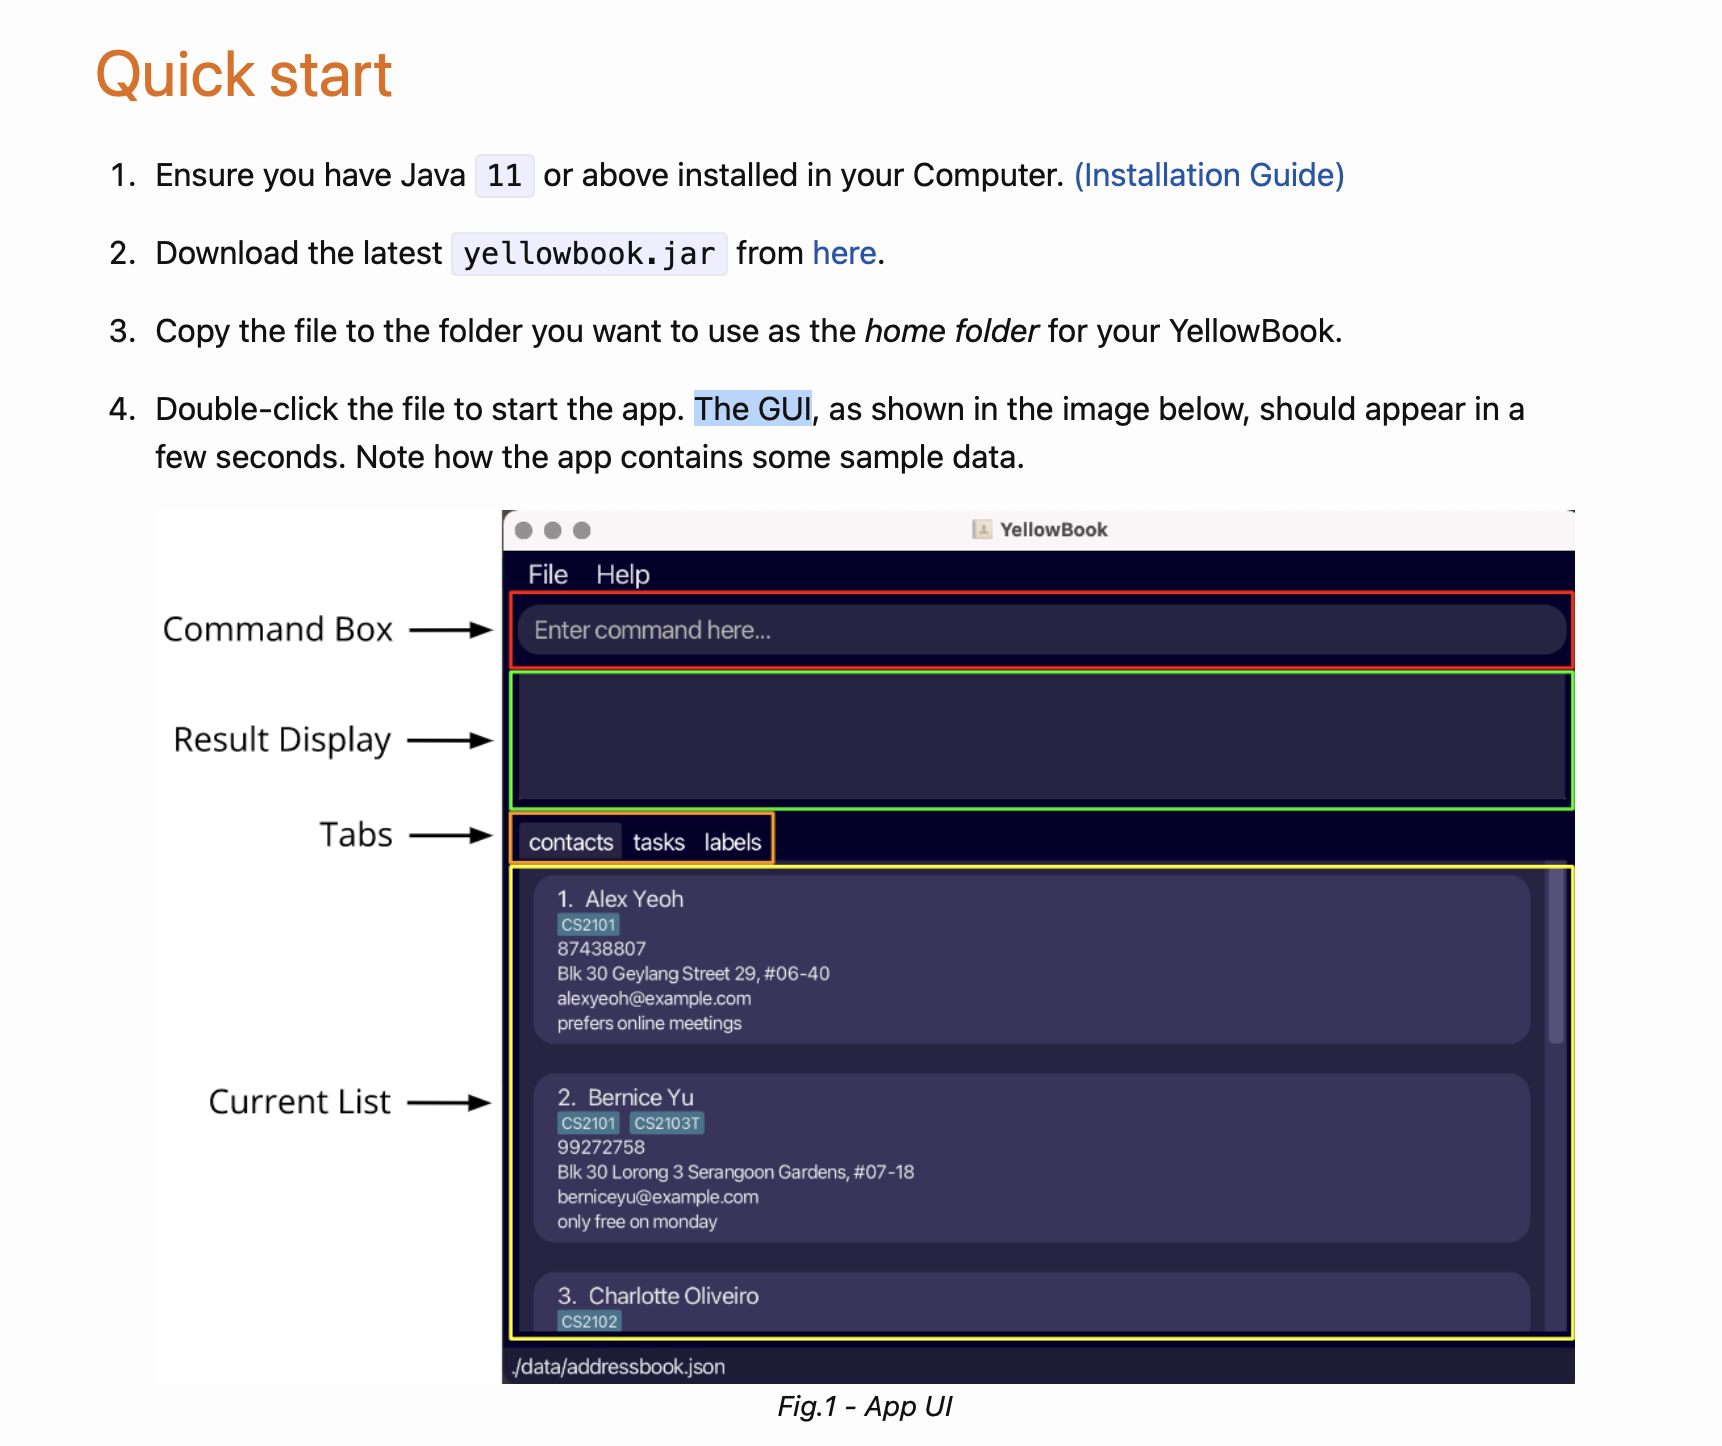 Quick start
1. Ensure you have Java 11 or above installed in your Computer. (Installation Guide)
2. Download the latest yellowbook.jar from here.
3. Copy the file to the folder you want to use as the home folder for your YellowBook.
4. Double-click the file to start the app. The GUI, as shown in the image below, should appear in a
few seconds. Note how the app contains some sample data.
YellowBook
File Help
Command Box
Enter command here...
Result Display
Tabs
contacts tasks labels
1. Alex Yeoh
CS2101
87438807
Blk 30 Geylang Street 29, #06-40
alexyeoh@example.com
prefers online meetings
Current List
2. Bernice Yu
CS2101 CS2103T
99272758
Blk 30 Lorong 3 Serangoon Gardens, #07-18
berniceyu@example.com
only free on monday
3. Charlotte Oliveiro
CS2102
./data/addressbook.json
Fig.1 - App UI